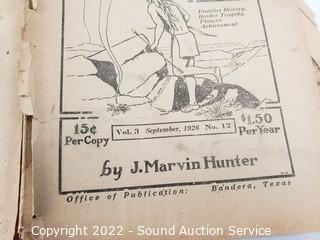 Frontier History,
Border Tragedy,
Pioneer
Achievement
15¢
Per Copy
Vol. 3 September, 1926 No. 12
$1.50
Per Year
by J. Marvin Hunter
Office of Publication: Bandera, Texas
Copyright 2022 - Sound Auction Service